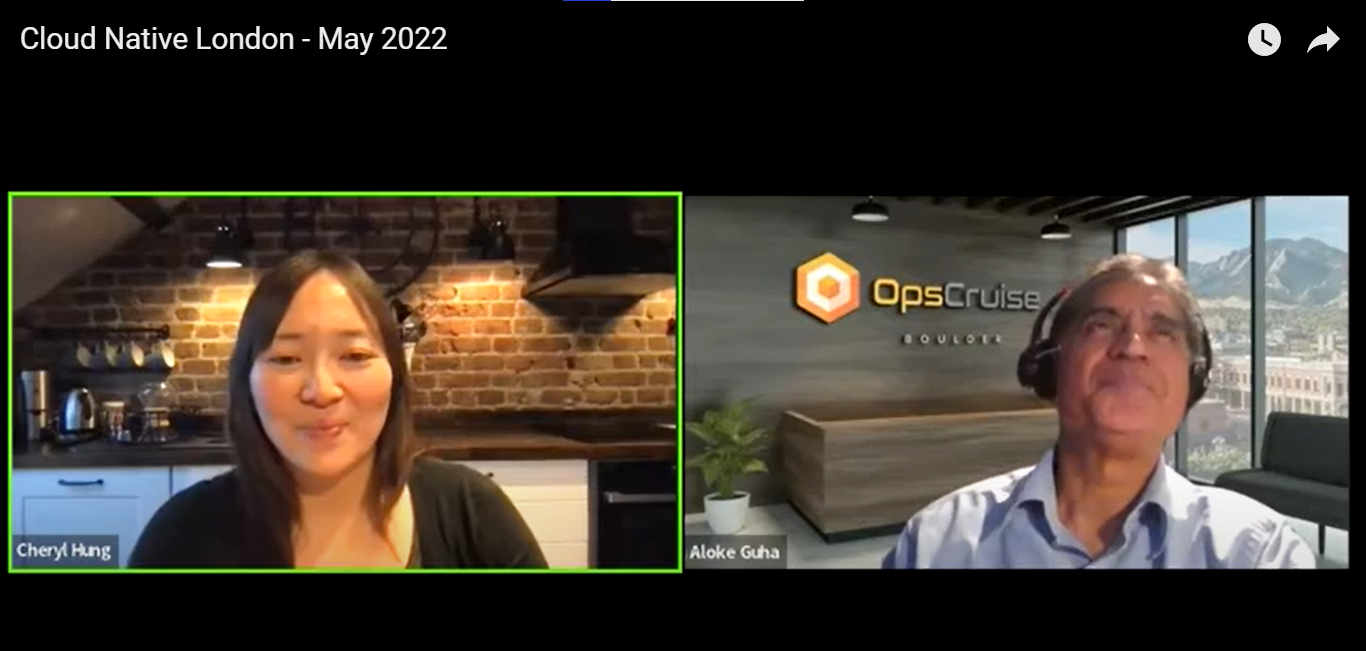 Cloud Native London - May 2022
OpsCruise
BOULDER
Cheryl Hung
Aloke Guha